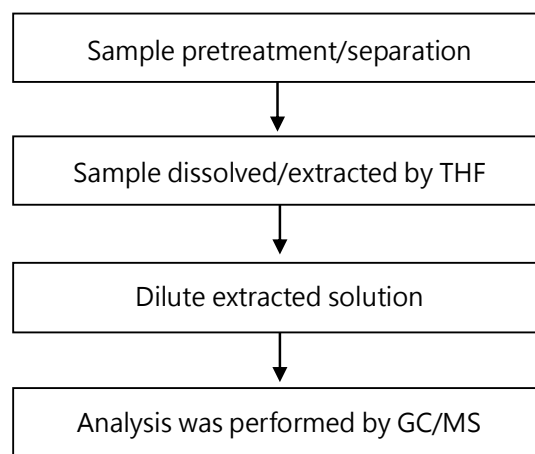 Sample pretreatment/separation
Sample dissolved/extracted by THF
Dilute extracted solution
Analysis was performed by GC/MS